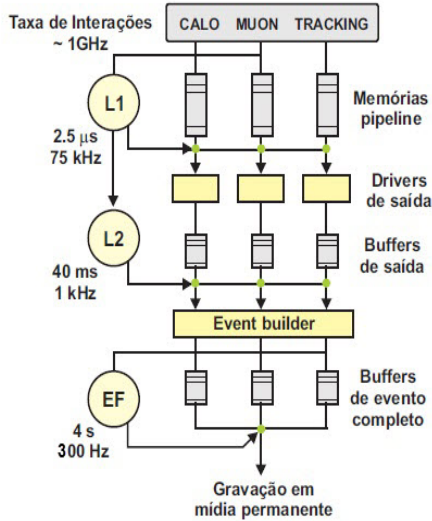 Taxa de Interações
~ 1GHz
CALO MUON TRACKING
L1
2.5 µs
75 kHz
Memórias
pipeline
Drivers
de saída
L2
40 ms
1 kHz
Buffers
de saída
Event builder
EF
4 s
300 Hz
Buffers
de evento
completo
Gravação em
mídia permanente